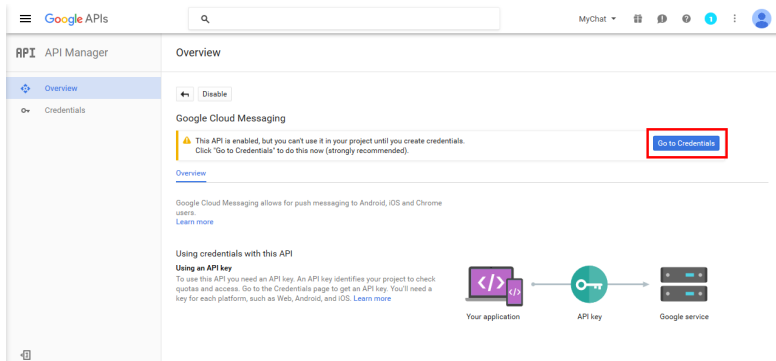 Google APIs
MyChat
1
API API Manager
Overview
Overview
Credentials
Disable
Google Cloud Messaging
This API is enabled, but you can't use it in your project until you create credentials.
Click "Go to Credentials" to do this now (strongly recommended).
Go to Credentials
Overview
Google Cloud Messaging allows for push messaging to Android, iOS and Chrome
users.
Learn more
Using credentials with this API
Using an API key
To use this API you need an API key. An API key identifies your project to check
quotas and access. Go to the Credentials page to get an API key. You'll need a
key for each platform, such as Web, Android, and iOS. Learn more
</>
</>
Your application
API key
Google service